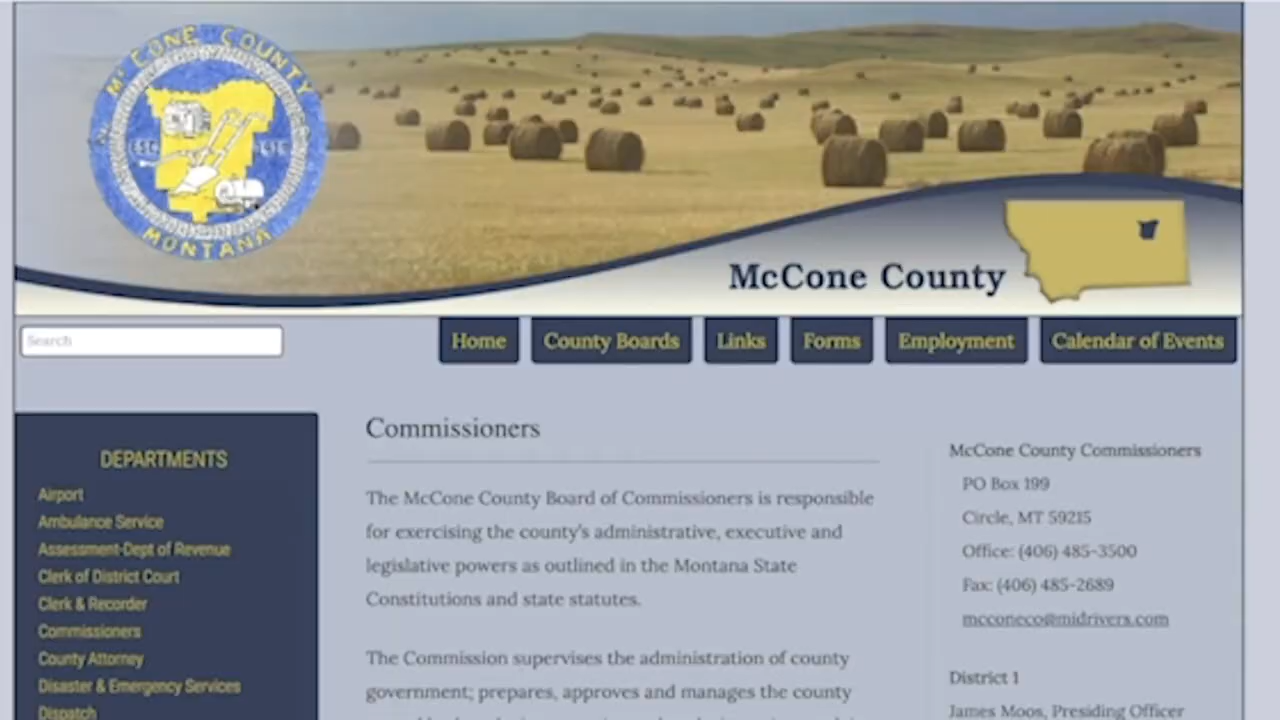 McCONE COUNTY
MONTANA
McCone County
Search
Home
County Boards
Links
Forms
Employment
Calendar of Events
DEPARTMENTS
Airport
Ambulance Service
Assessment-Dept of Revenue
Clerk of District Court
Clerk & Recorder
Commissioners
County Attorney
Disaster & Emergency Services
Dispatch
Commissioners
The McCone County Board of Commissioners is responsible
for exercising the county's administrative, executive and
legislative powers as outlined in the Montana State
Constitutions and state statutes.
The Commission supervises the administration of county
government; prepares, approves and manages the county
McCone County Commissioners
PO Box 199
Circle, MT 59215
Office: (406) 485-3500
Fax: (406) 485-2689
mcconeco@midrivers.com
District 1
James Moos, Presiding Officer